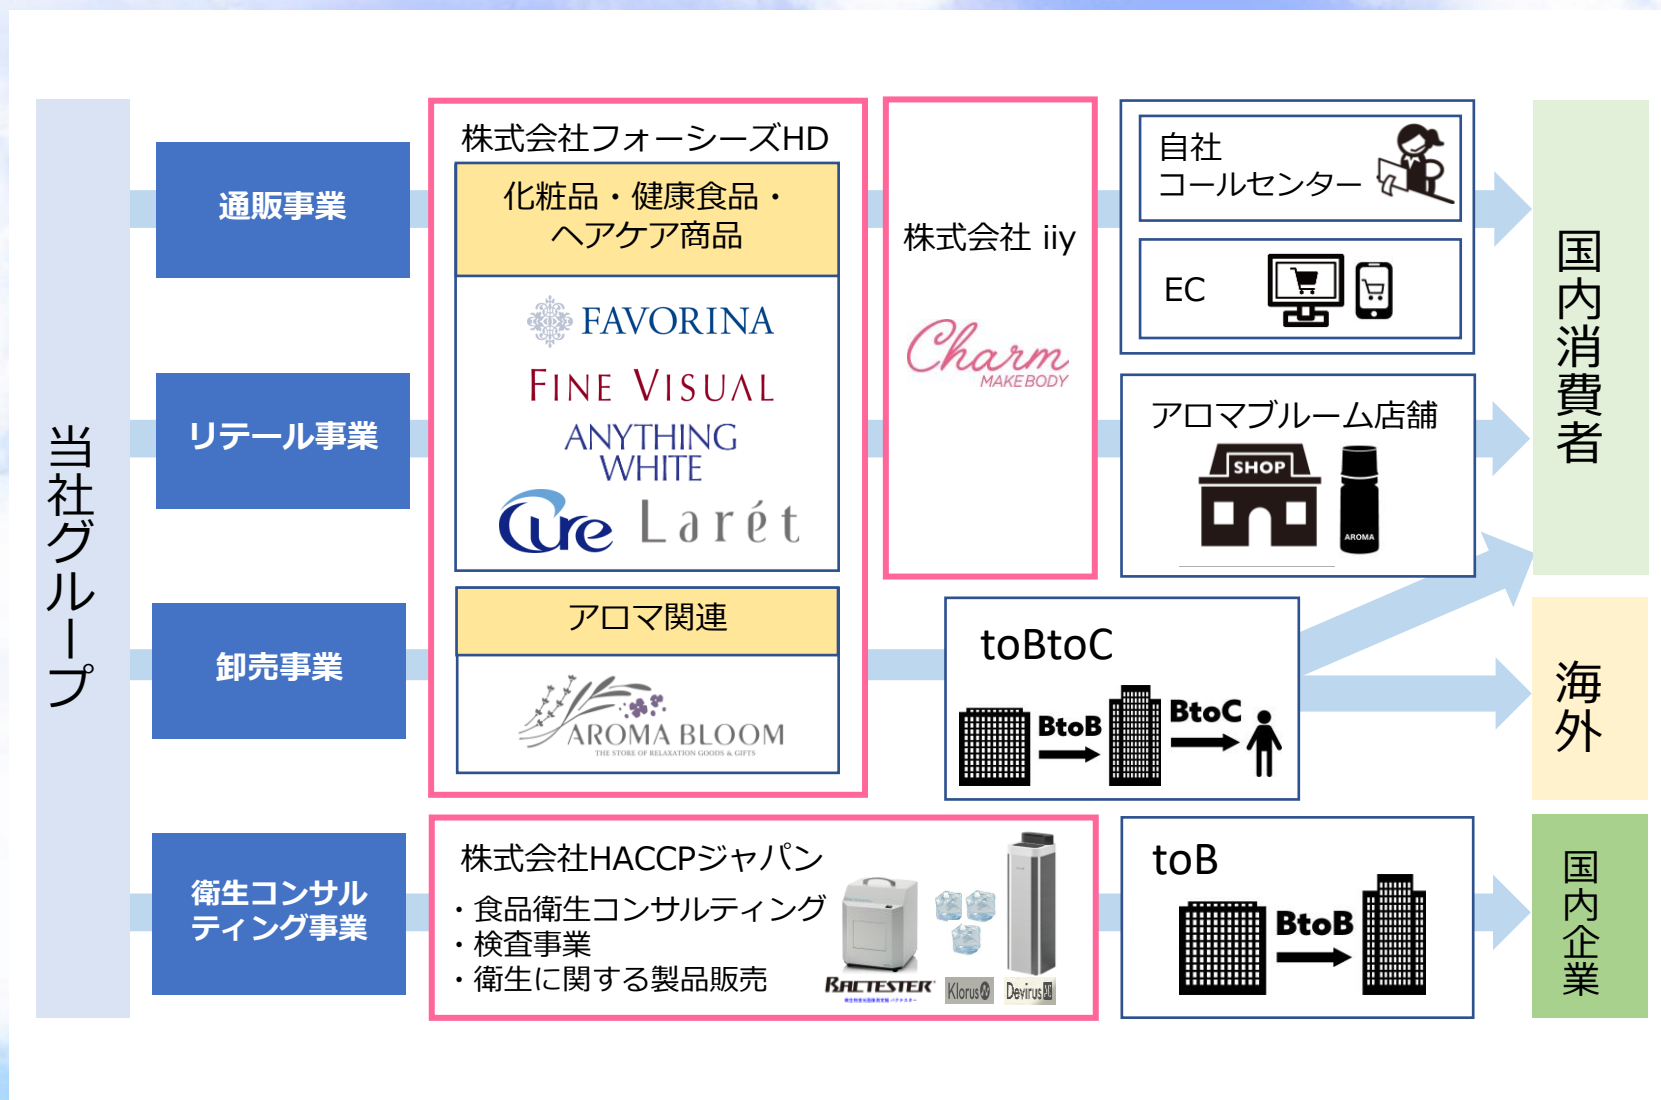 当社グループ
通販事業
リテール事業
卸売事業
衛生コンサル
ティング事業
株式会社フォーシーズHD
化粧品・健康食品・
ヘアケア商品
FAVORINA
FINE VISUAL
ANYTHING
WHITE
Cure
Larét
アロマ関連
AROMA BLOOM
THE STORE OF RELAXATION GOODS & GIFTS
株式会社 iiy
Charm
MAKE BODY
自社
コールセンター
EC
アロマブルーム店舗
SHOP
AROMA
toBtoC
BtoB
BtoC
株式会社HACCPジャパン
・食品衛生コンサルティング
・検査事業
・衛生に関する製品販売
BACTESTER
Klorus
Devirus
toB
BtoB
国内消費者
海外
国内企業